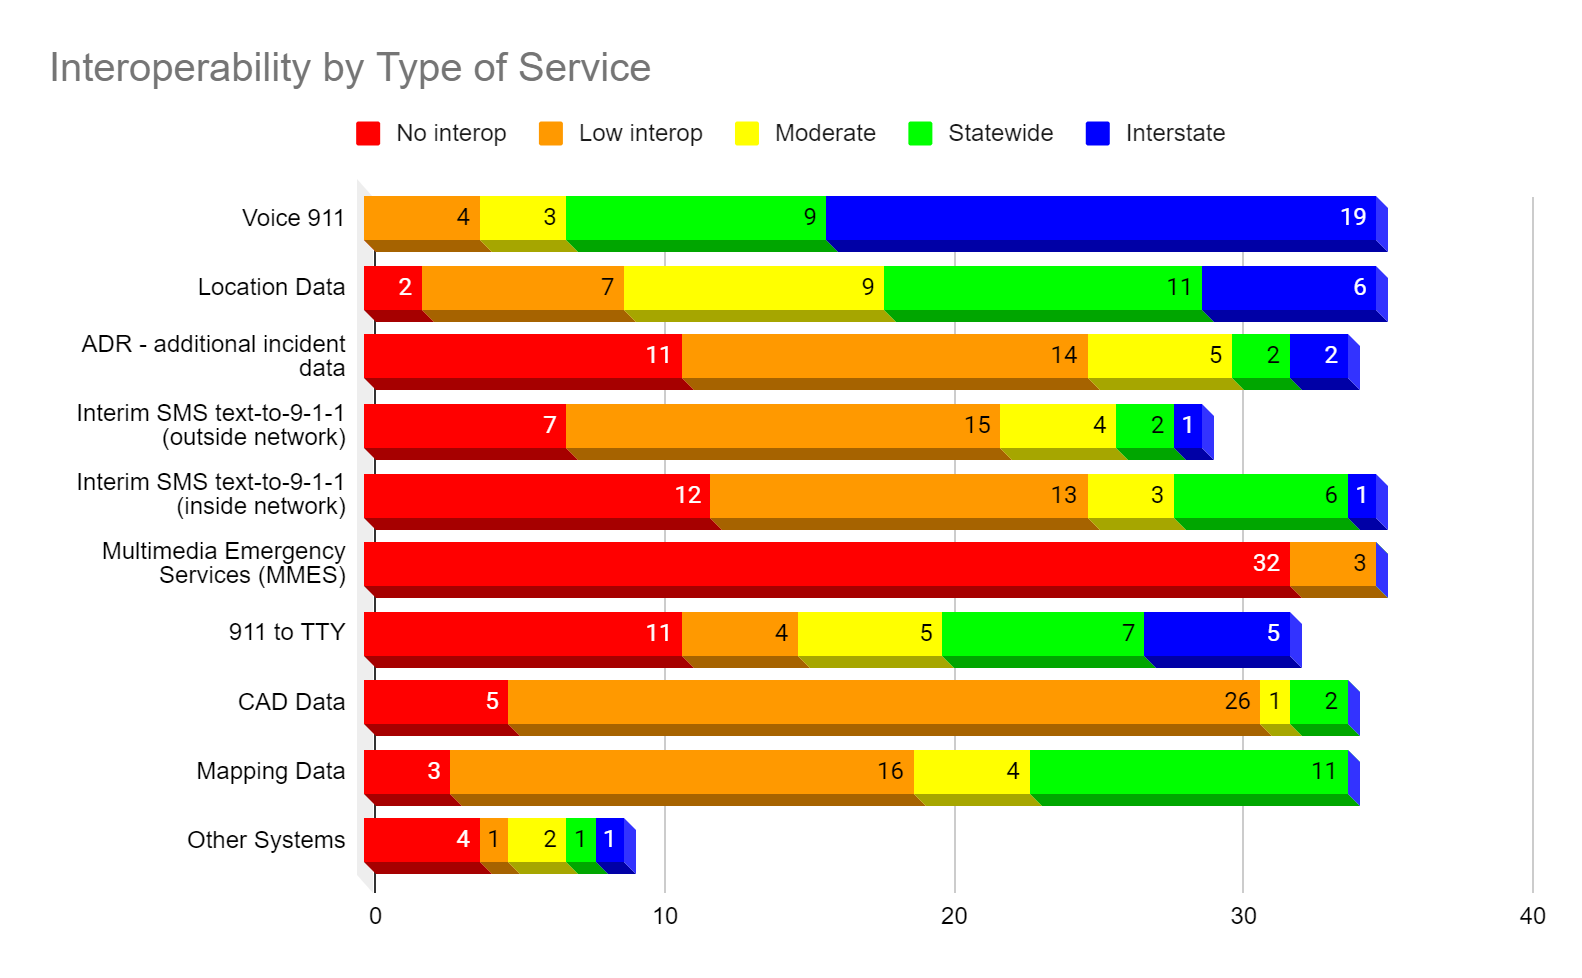 Interoperability by Type of Service
No interop Low interop Moderate Statewide Interstate
Voice 911 4 3 9 19
Location Data 2 7 9 11 6
ADR - additional incident
data 11 14 5 2 2
Interim SMS text-to-9-1-1
(outside network) 7 15 4 2 1
Interim SMS text-to-9-1-1
(inside network) 12 13 3 6 1
Multimedia Emergency
Services (MMES) 32 3
911 to TTY 11 4 5 7 5
CAD Data 5 26 1 2
Mapping Data 3 16 4 11
Other Systems 4 1 2 1 1
0 10 20 30 40